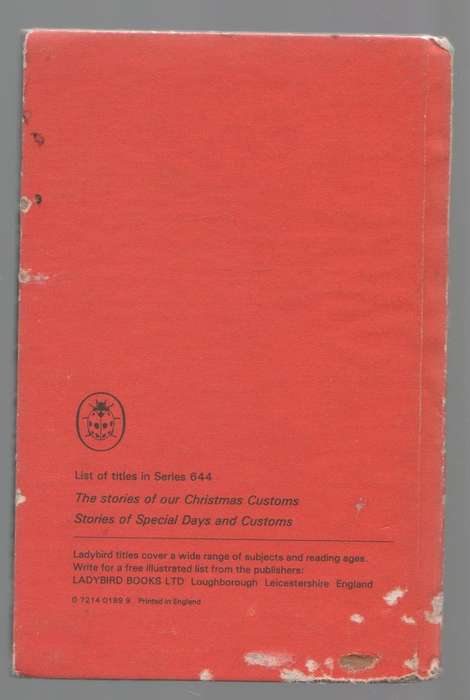 List of titles in Series 644
The stories of our Christmas Customs
Stories of Special Days and Customs
Ladybird titles cover a wide range of subjects and reading ages.
Write for a free illustrated list from the publishers:
LADYBIRD BOOKS LTD Loughborough Leicestershire England
0 7214 0189 9 Printed in England